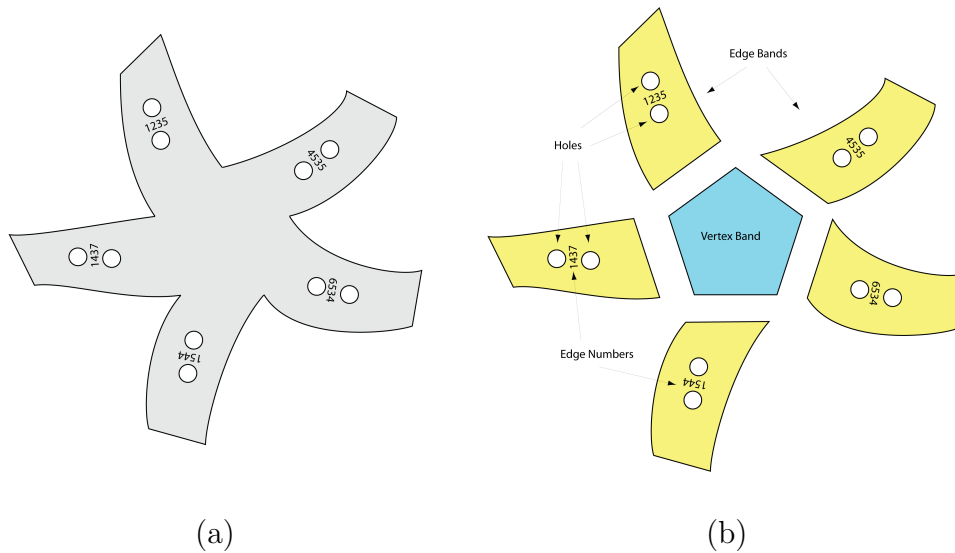 1235
4535
1437
6534
1544
(a)
Edge Bands
1235
Holes
4535
Vertex Band
1437
6534
Edge Numbers
1544
(b)